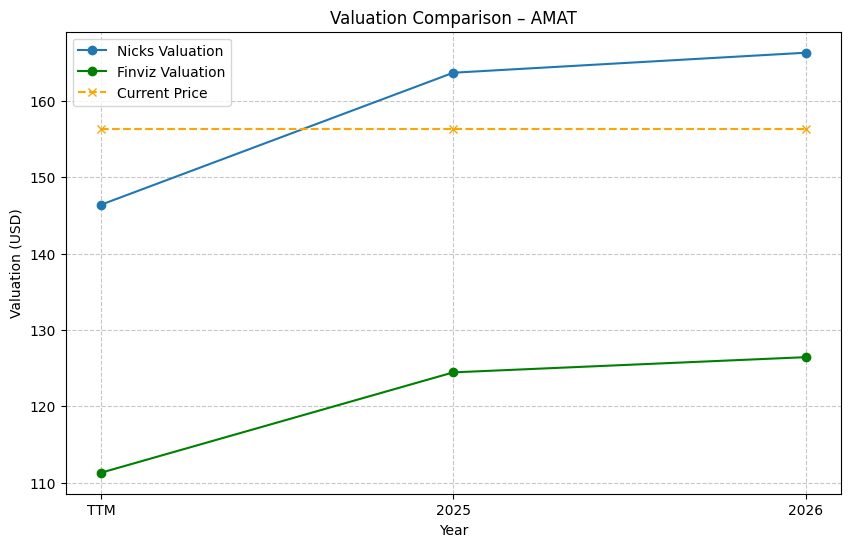 Valuation Comparison – AMAT
Nicks Valuation
Finviz Valuation
Current Price
Valuation (USD)
160
150
140
130
120
110
TTM
2025
2026
Year